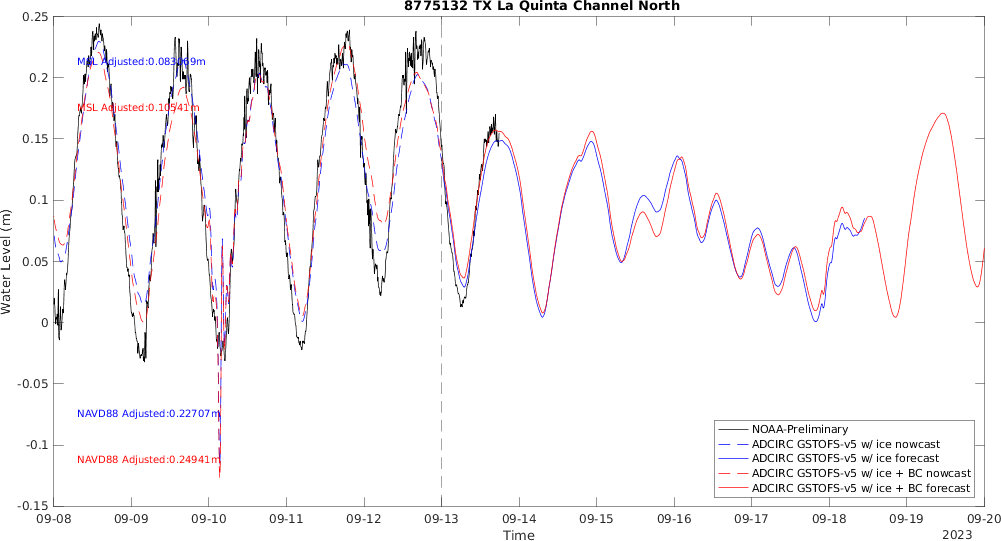 8775132 TX La Quinta Channel North
Water Level (m)
0.25
0.2
0.15
0.1
0.05
0
-0.05
-0.1
-0.15
MSL Adjusted:0.10541m
NAVD88 Adjusted:0.22707m
NAVD88 Adjusted:0.24941m
NOAA-Preliminary
ADCIRC GSTOFS-v5 w/ ice nowcast
ADCIRC GSTOFS-v5 w/ ice forecast
ADCIRC GSTOFS-v5 w/ ice + BC nowcast
ADCIRC GSTOFS-v5 w/ ice + BC forecast
09-08 09-09 09-10 09-11 09-12 09-13 09-14 09-15 09-16 09-17 09-18 09-19 09-20
Time
2023